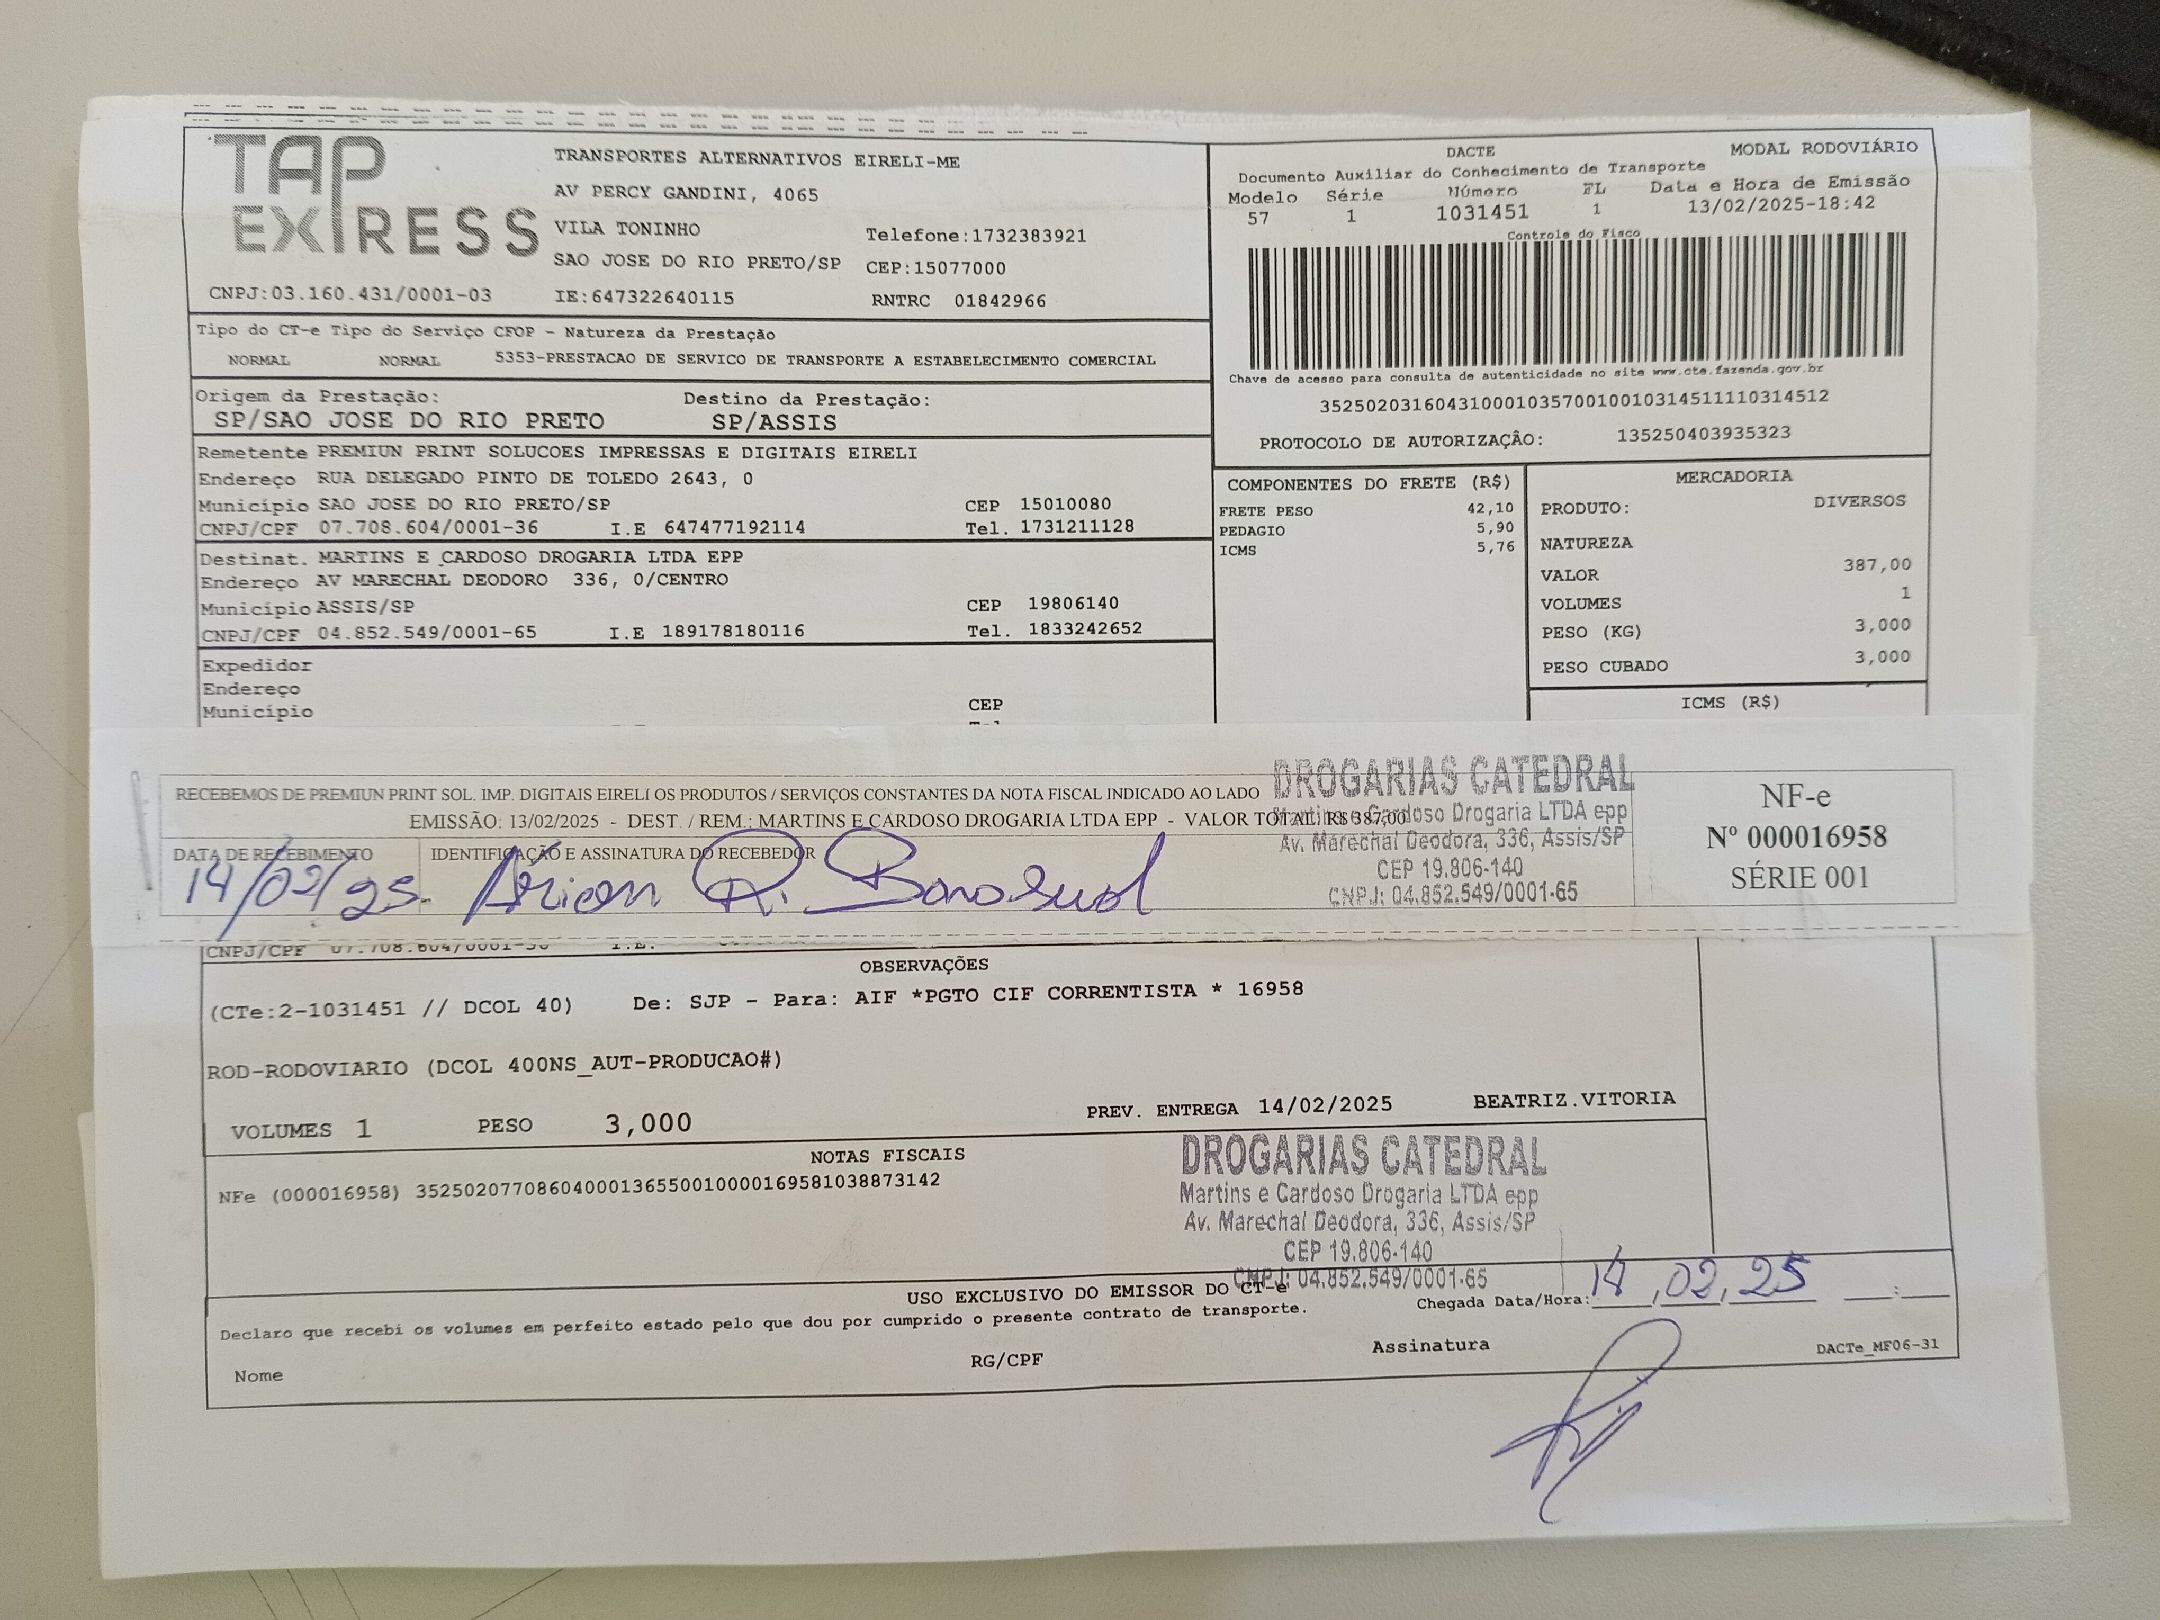 TAP
EXPRESS
TRANSPORTES ALTERNATIVOS EIRELI-ME
AV PERCY GANDINI, 4065
VILA TONINHO Telefone:1732383921
SAO JOSE DO RIO PRETO/SP CEP:15077000
CNPJ:03.160.431/0001-03 IE:647322640115 RNTRC 01842966
DACTE MODAL RODOVIÁRIO
Documento Auxiliar do Conhecimento de Transporte
Modelo Série Número FL Data e Hora de Emissão
57 1 1031451 1 13/02/2025-18:42
Controle do Fisco
Chave de acesso para consulta de autenticidade no site www.cte.fazenda.gov.br
35250203160431000103570010010314511110314512
PROTOCOLO DE AUTORIZAÇÃO: 135250403935323
Tipo do CT-e Tipo do Serviço CFOP - Natureza da Prestação
NORMAL NORMAL 5353-PRESTACAO DE SERVICO DE TRANSPORTE A ESTABELECIMENTO COMERCIAL
Origem da Prestação: Destino da Prestação:
SP/SAO JOSE DO RIO PRETO SP/ASSIS
Remetente PREMIUN PRINT SOLUCOES IMPRESSAS E DIGITAIS EIRELI
Endereço RUA DELEGADO PINTO DE TOLEDO 2643, 0
Município SAO JOSE DO RIO PRETO/SP CEP 15010080
CNPJ/CPF 07.708.604/0001-36 I.E 647477192114 Tel. 1731211128
Destinat. MARTINS E CARDOSO DROGARIA LTDA EPP
Endereço AV MARECHAL DEODORO 336, 0/CENTRO
Município ASSIS/SP CEP 19806140
CNPJ/CPF 04.852.549/0001-65 I.E 189178180116 Tel. 1833242652
Expedidor
Endereço
Município CEP
COMPONENTES DO FRETE (R$)
FRETE PESO 42,10
PEDAGIO 5,90
ICMS 5,76
MERCADORIA
PRODUTO: DIVERSOS
NATUREZA
VALOR 387,00
VOLUMES 1
PESO (KG) 3,000
PESO CUBADO 3,000
ICMS (R$)
RECEBEMOS DE PREMIUN PRINT SOL. IMP. DIGITAIS EIRELI OS PRODUTOS / SERVIÇOS CONSTANTES DA NOTA FISCAL INDICADO AO LADO
EMISSÃO: 13/02/2025 - DEST. / REM.: MARTINS E CARDOSO DROGARIA LTDA EPP - VALOR TOTAL: R$ 387,00
DATA DE RECEBIMENTO IDENTIFICAÇÃO E ASSINATURA DO RECEBEDOR
14/02/25
DROGARIAS CATEDRAL
Martins e Cardoso Drogaria LTDA epp
Av. Marechal Deodora, 336, Assis/SP
CEP 19.806-140
CNPJ: 04.852.549/0001-65
NF-e
Nº 000016958
SÉRIE 001
CNPJ/CPF 07.708.604/0001-36 I.E.
OBSERVAÇÕES
(CTe:2-1031451 // DCOL 40) De: SJP - Para: AIF *PGTO CIF CORRENTISTA * 16958
ROD-RODOVIARIO (DCOL 400NS_AUT-PRODUCAO#)
VOLUMES 1 PESO 3,000 PREV. ENTREGA 14/02/2025 BEATRIZ.VITORIA
NOTAS FISCAIS
NFe (000016958) 35250207708604000136550010000169581038873142
DROGARIAS CATEDRAL
Martins e Cardoso Drogaria LTDA epp
Av. Marechal Deodora, 336, Assis/SP
CEP 19.806-140
CNPJ: 04.852.549/0001-65
USO EXCLUSIVO DO EMISSOR DO CT-e
Declaro que recebi os volumes em perfeito estado pelo que dou por cumprido o presente contrato de transporte.
Chegada Data/Hora: 14,02,25 :
Nome RG/CPF Assinatura DACTe_MF06-31